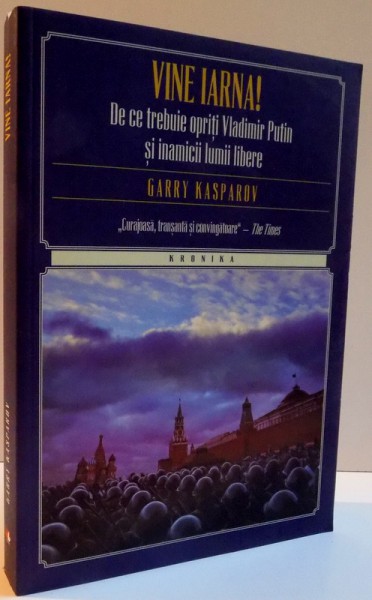 VINE IARNA!
De ce trebuie opriți Vladimir Putin
și inamicii lumii libere
GARRY KASPAROV
„Curajoasă, tranșantă și convingătoare“ – The Times
KRONIKA
VINE IARNA!
GARRY KASPAROV